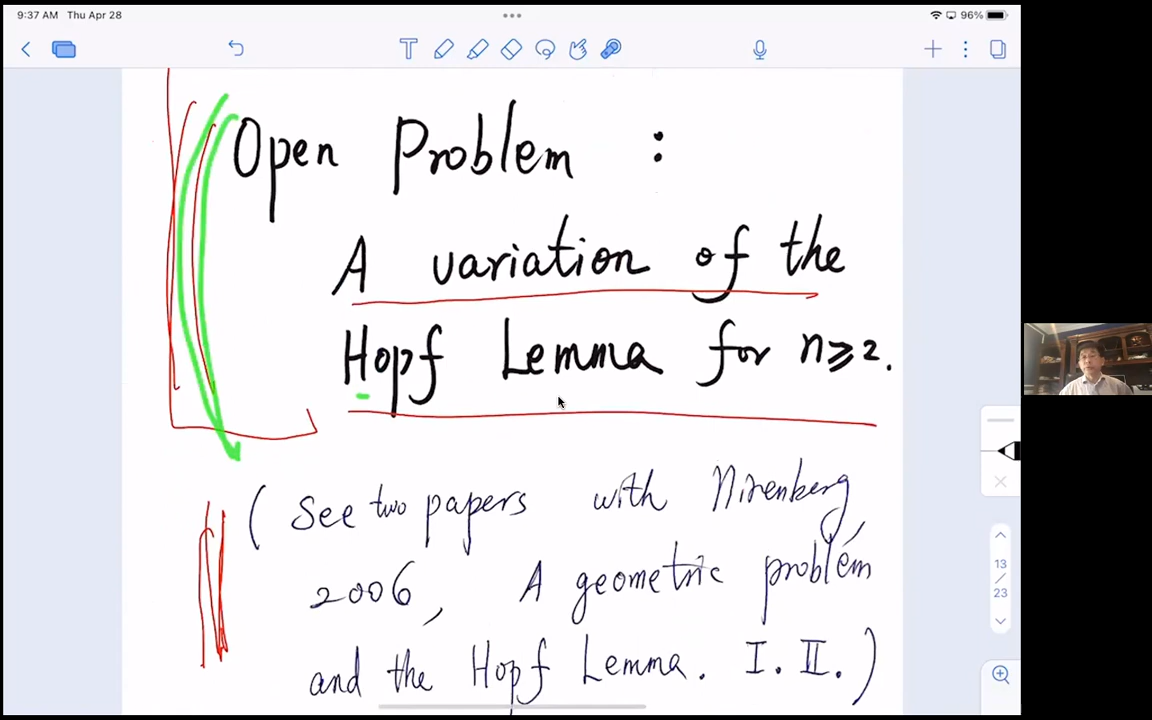 9:37 AM Thu Apr 28
96%
Open Problem :
A variation of the
Hopf Lemma for n⩾2.
(See two papers with Nirenberg,
2006, A geometric problem
and the Hopf Lemma. I. II.)
13
/
23